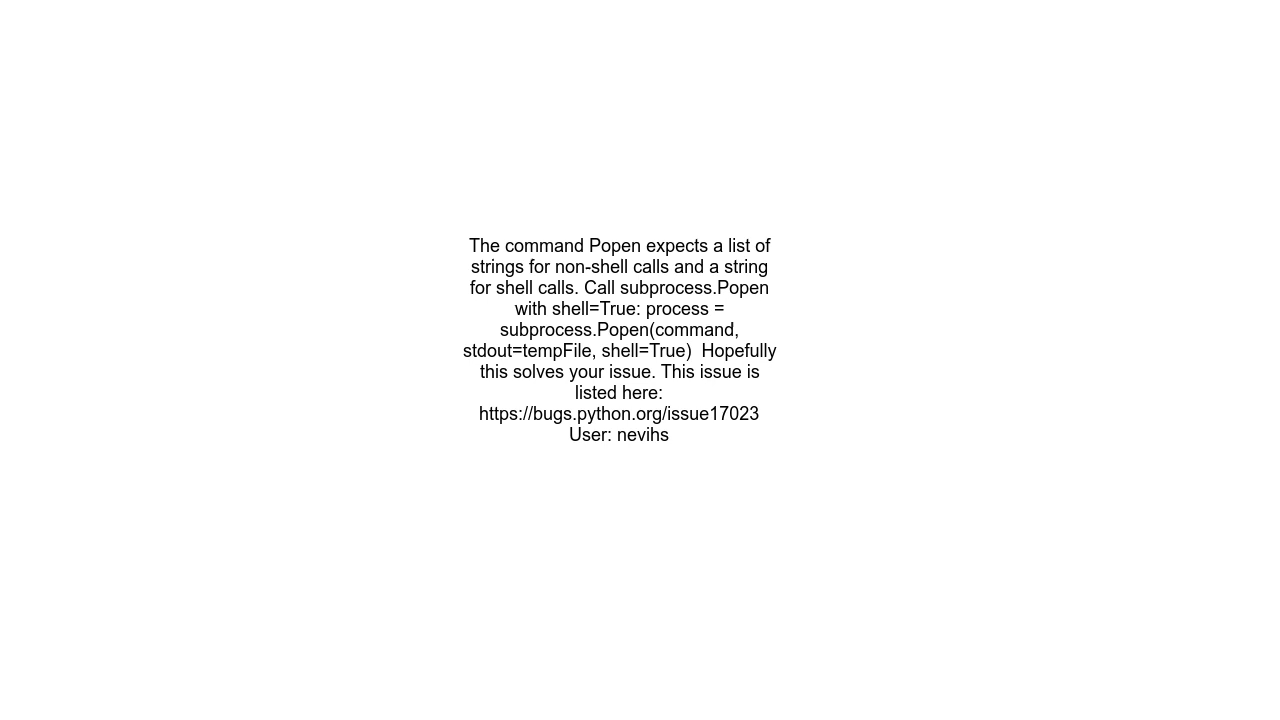 The command Popen expects a list of
strings for non-shell calls and a string
for shell calls. Call subprocess.Popen
with shell=True: process =
subprocess.Popen(command,
stdout=tempFile, shell=True)  Hopefully
this solves your issue. This issue is
listed here:
https://bugs.python.org/issue17023
User: nevihs